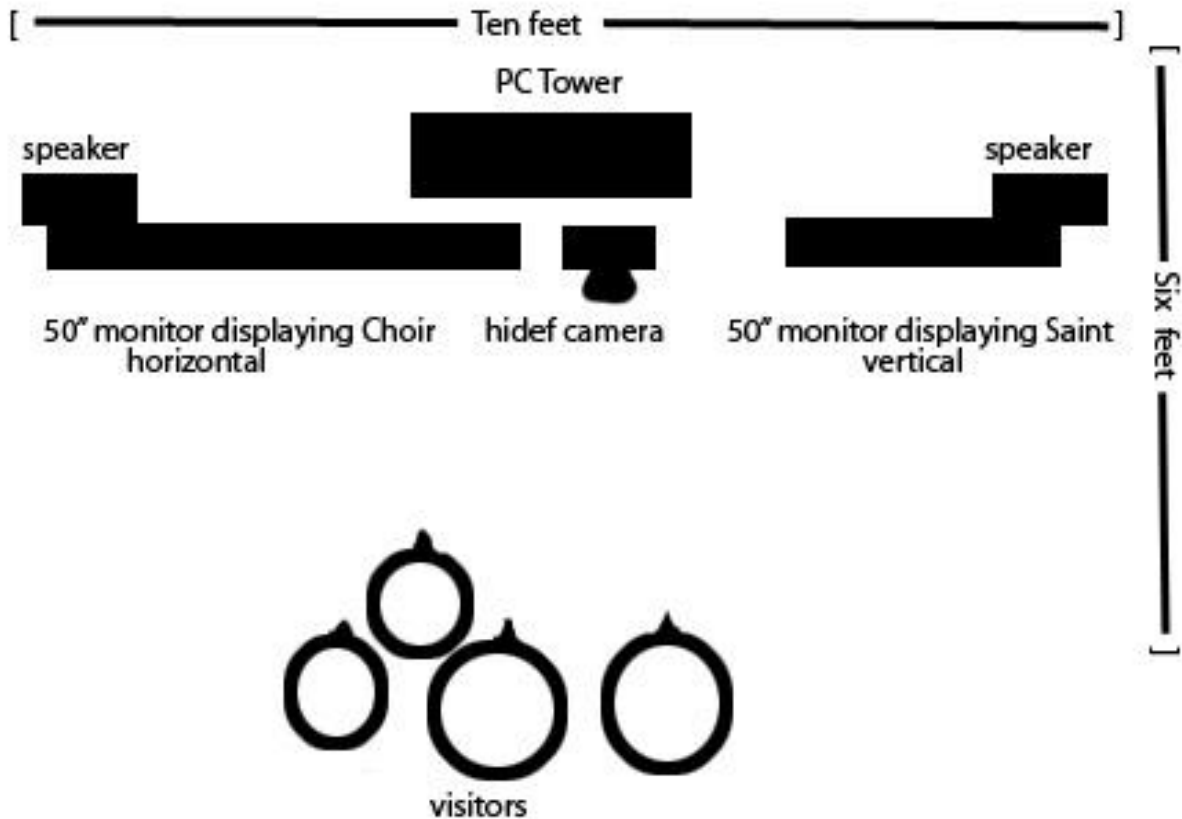 [ Ten feet ]
PC Tower
speaker
speaker
50” monitor displaying Choir
horizontal
hidef camera
50” monitor displaying Saint
vertical
[ Six feet ]
visitors